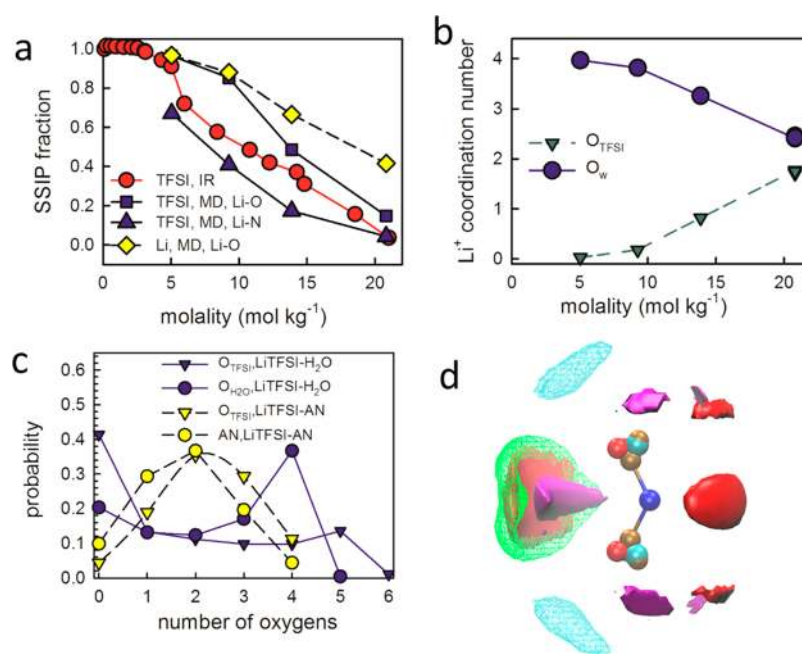 a
SSIP fraction
1.0
0.8
0.6
0.4
0.2
0.0
TFSI, IR
TFSI, MD, Li-O
TFSI, MD, Li-N
Li, MD, Li-O
0 5 10 15 20
molality (mol kg⁻¹)
b
Li⁺ coordination number
4
2
1
0
O_TFSI
O_w
0 5 10 15 20
molality (mol kg⁻¹)
c
probability
0.6
0.5
0.4
0.3
0.2
0.1
0.0
O_TFSI,LiTFSI-H₂O
O_H2O,LiTFSI-H₂O
O_TFSI,LiTFSI-AN
AN,LiTFSI-AN
0 1 2 3 4 5 6
number of oxygens
d